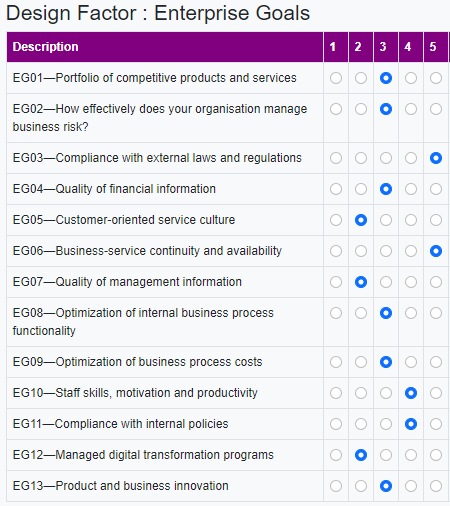 Design Factor : Enterprise Goals
Description 1 2 3 4 5
EG01—Portfolio of competitive products and services
EG02—How effectively does your organisation manage
business risk?
EG03—Compliance with external laws and regulations
EG04—Quality of financial information
EG05—Customer-oriented service culture
EG06—Business-service continuity and availability
EG07—Quality of management information
EG08—Optimization of internal business process
functionality
EG09—Optimization of business process costs
EG10—Staff skills, motivation and productivity
EG11—Compliance with internal policies
EG12—Managed digital transformation programs
EG13—Product and business innovation